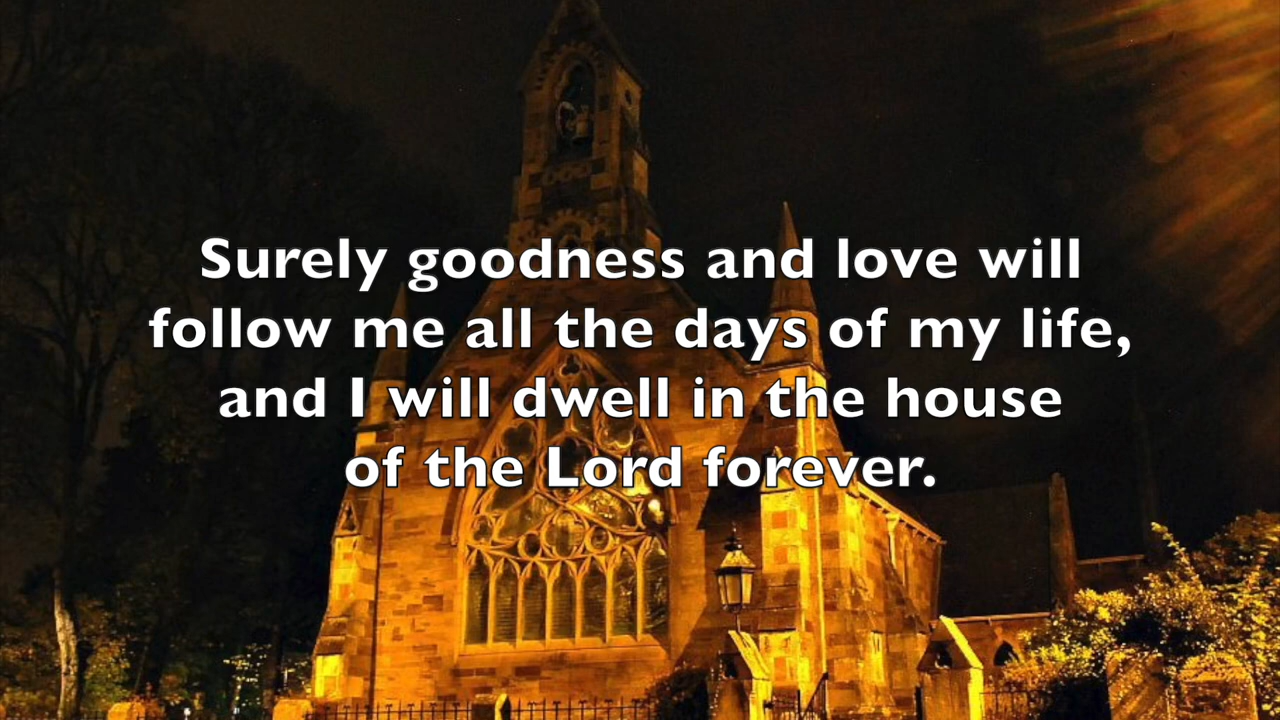 Surely goodness and love will
follow me all the days of my life,
and I will dwell in the house
of the Lord forever.